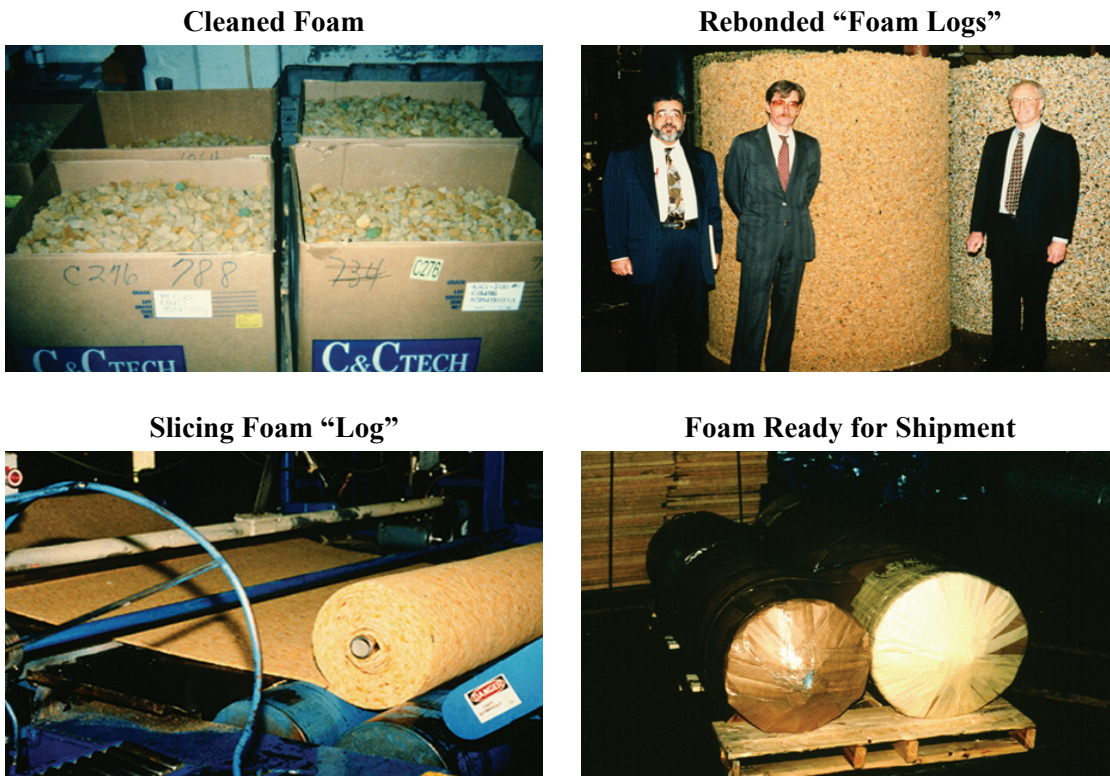 Cleaned Foam
Rebonded “Foam Logs”
C276 788
734
C276
C&CTECH
C&CTECH
Slicing Foam “Log”
Foam Ready for Shipment
DANGER